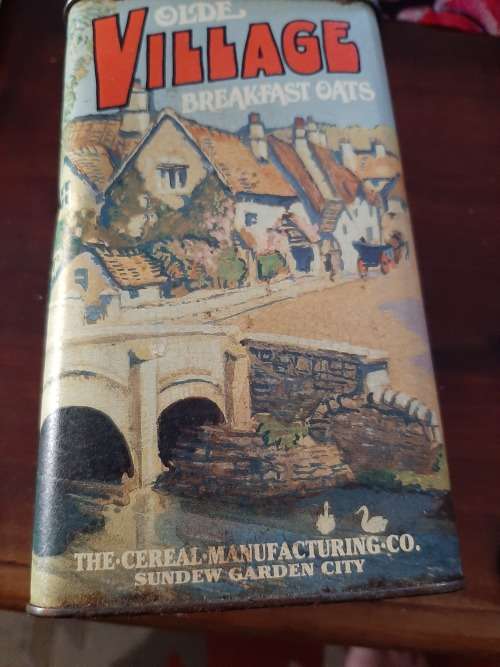 OLDE
VILLAGE
BREAKFAST OATS
THE·CEREAL·MANUFACTURING·CO.
SUNDEW GARDEN CITY